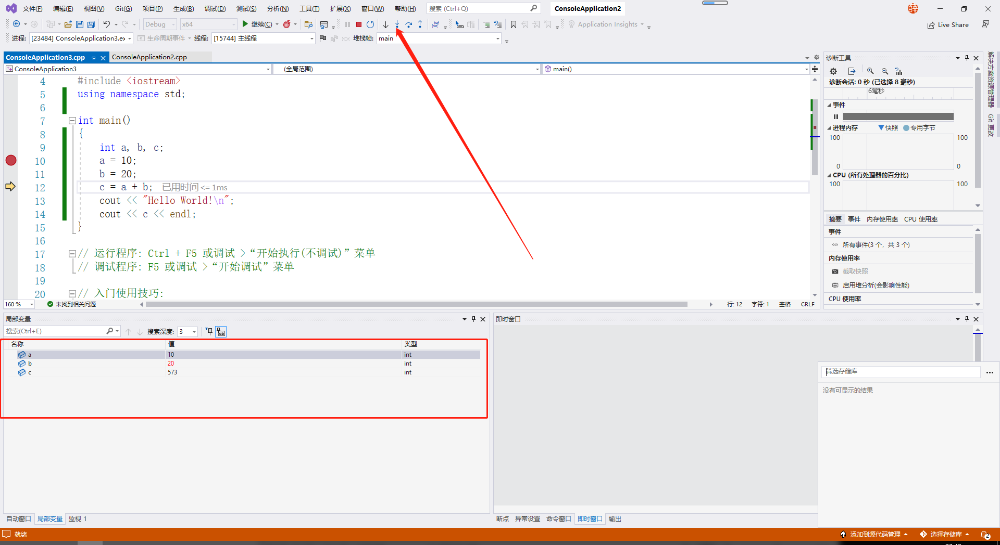 文件(F) 编辑(E) 视图(V) Git(G) 项目(P) 生成(B) 调试(D) 测试(S) 分析(N) 工具(T) 扩展(X) 窗口(W) 帮助(H) 搜索 (Ctrl+Q) ConsoleApplication2
Debug x64 继续(C) Application Insights Live Share
进程: [23484] ConsoleApplication3.ex 生命周期事件 线程: [15744] 主线程 堆栈帧: main
ConsoleApplication3.cpp ConsoleApplication2.cpp
ConsoleApplication3 (全局范围) main()
4 #include <iostream>
5 using namespace std;
6
7 int main()
8 {
9 int a, b, c;
10 a = 10;
11 b = 20;
12 c = a + b; 已用时间 <= 1ms
13 cout << "Hello World!\n";
14 cout << c << endl;
15 }
16
17 // 运行程序: Ctrl + F5 或调试 >“开始执行(不调试)”菜单
18 // 调试程序: F5 或调试 >“开始调试”菜单
19
20 // 入门使用技巧:
160 % 未找到相关问题 行: 12 字符: 1 空格 CRLF
诊断工具
诊断会话: 0 秒 (已选择 8 毫秒)
6毫秒
事件
进程内存 快照 专用字节
100 100
0 0
CPU (所有处理器的百分比)
100 100
摘要 事件 内存使用率 CPU 使用率
事件
所有事件(3 个，共 3 个)
内存使用率
截取快照
启用堆分析(会影响性能)
CPU 使用率
解决方案资源管理器
Git 更改
局部变量
搜索(Ctrl+E) 搜索深度: 3
名称 值 类型
a 10 int
b 20 int
c 573 int
自动窗口 局部变量 监视 1
即时窗口
筛选存储库
没有可显示的结果
断点 异常设置 命令窗口 即时窗口 输出
就绪 添加到源代码管理 选择存储库 2